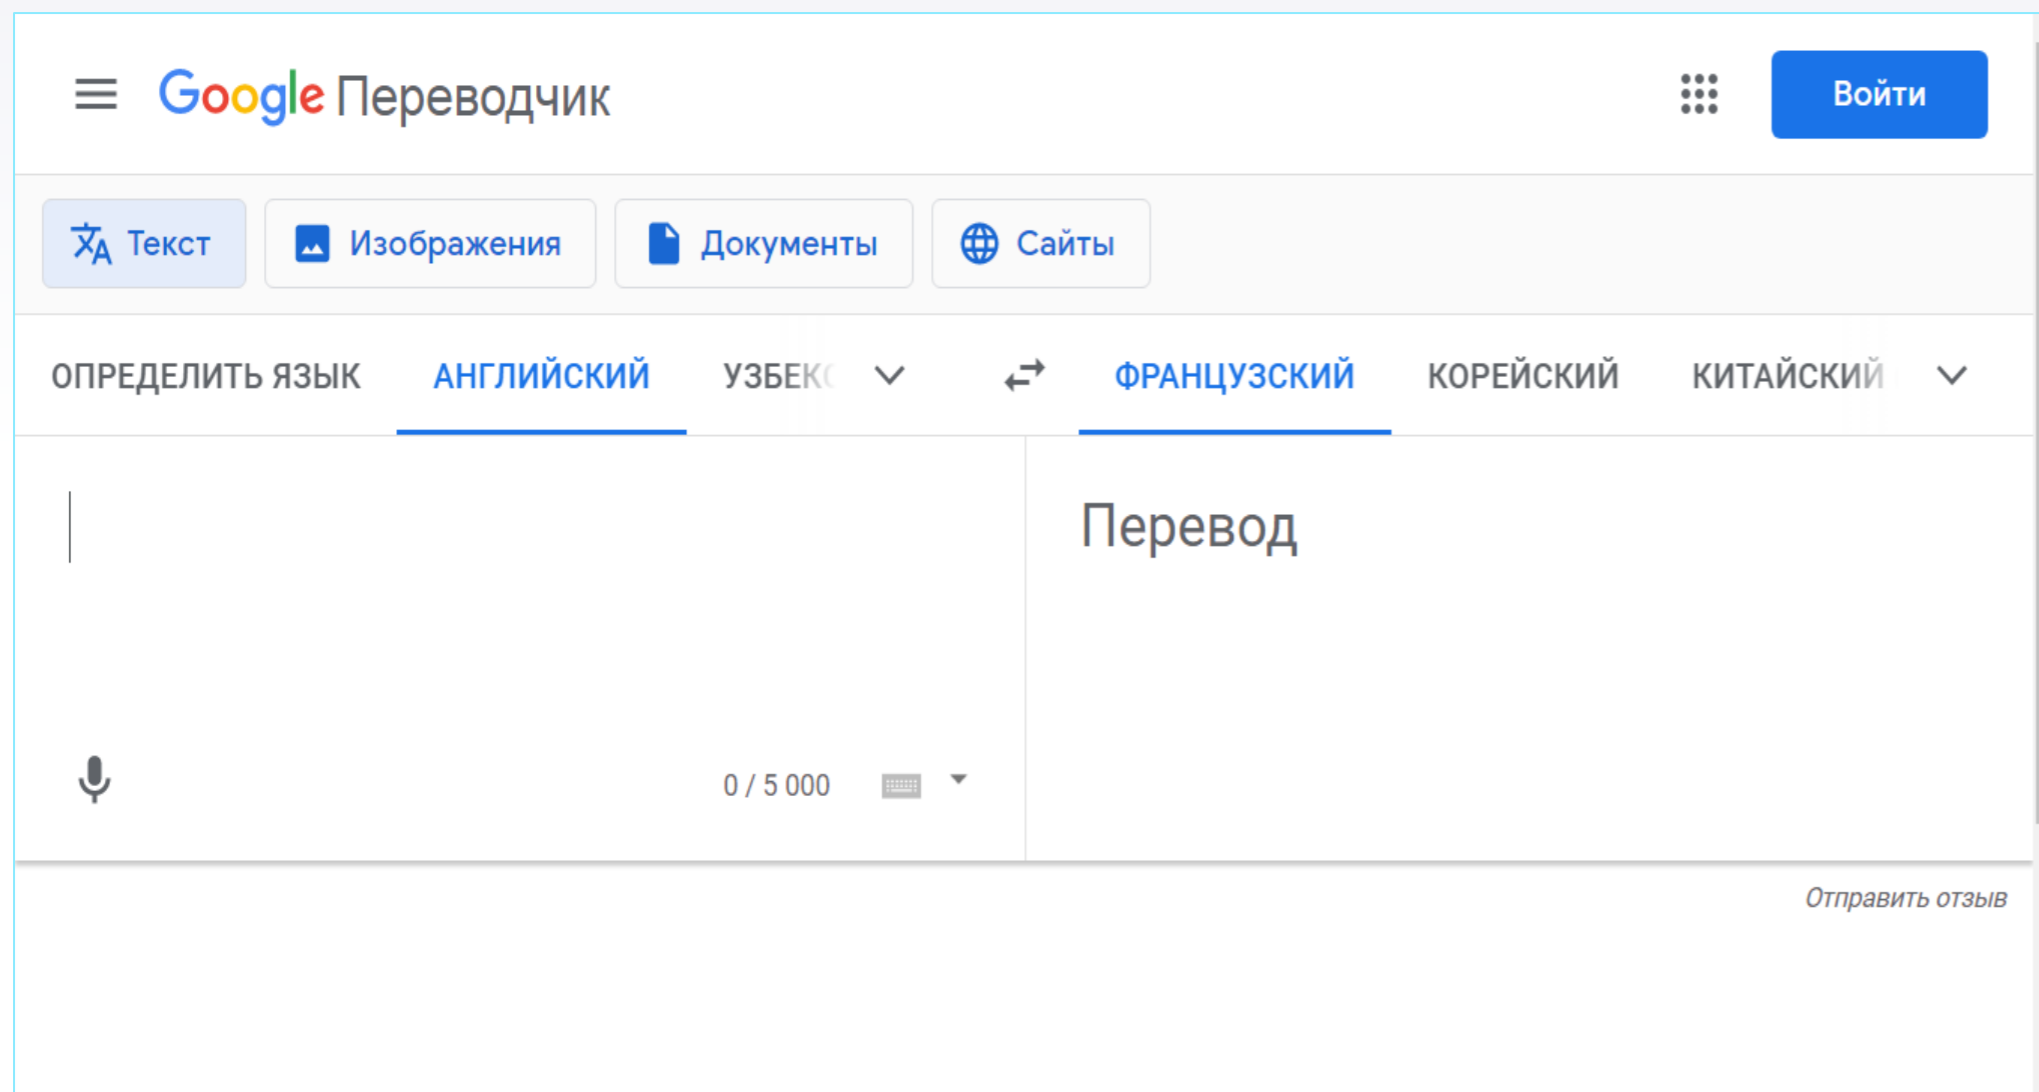 Google Переводчик
Войти
Текст
Изображения
Документы
Сайты
ОПРЕДЕЛИТЬ ЯЗЫК
АНГЛИЙСКИЙ
ФРАНЦУЗСКИЙ
КОРЕЙСКИЙ
КИТАЙСКИЙ
Перевод
0 / 5 000
Отправить отзыв